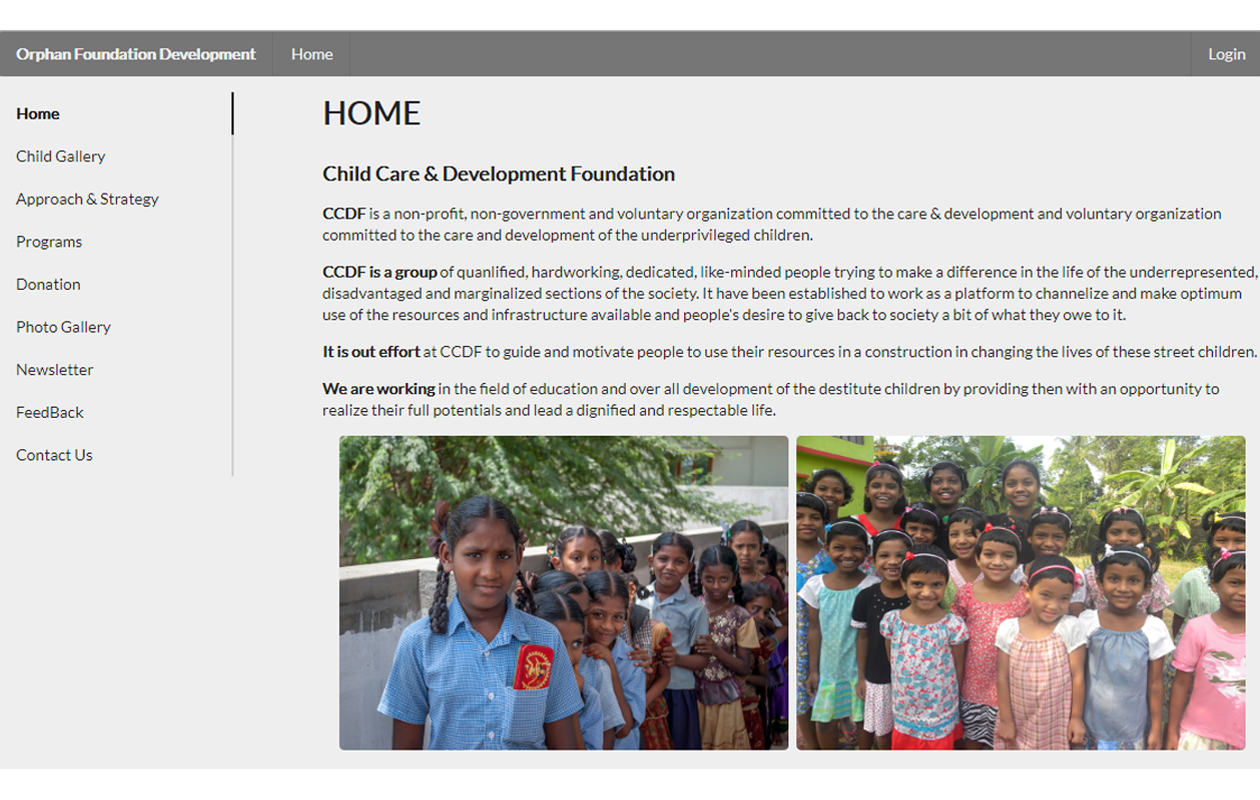 Orphan Foundation Development Home Login
Home
Child Gallery
Approach & Strategy
Programs
Donation
Photo Gallery
Newsletter
FeedBack
Contact Us
HOME
Child Care & Development Foundation
CCDF is a non-profit, non-government and voluntary organization committed to the care & development and voluntary organization
committed to the care and development of the underprivileged children.
CCDF is a group of quanlified, hardworking, dedicated, like-minded people trying to make a difference in the life of the underrepresented,
disadvantaged and marginalized sections of the society. It have been established to work as a platform to channelize and make optimum
use of the resources and infrastructure available and people's desire to give back to society a bit of what they owe to it.
It is out effort at CCDF to guide and motivate people to use their resources in a construction in changing the lives of these street children.
We are working in the field of education and over all development of the destitute children by providing then with an opportunity to
realize their full potentials and lead a dignified and respectable life.